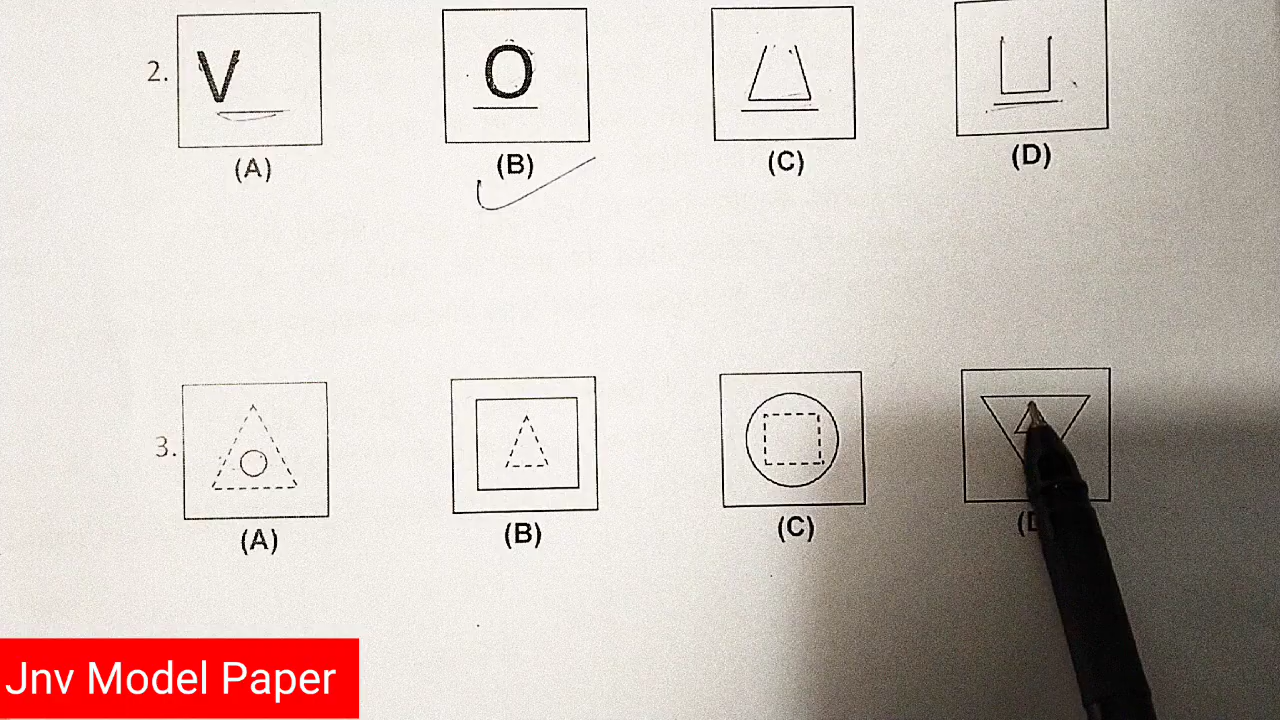 2. V O U
(A) (B) (C) (D)
3.
(A) (B) (C)
Jnv Model Paper